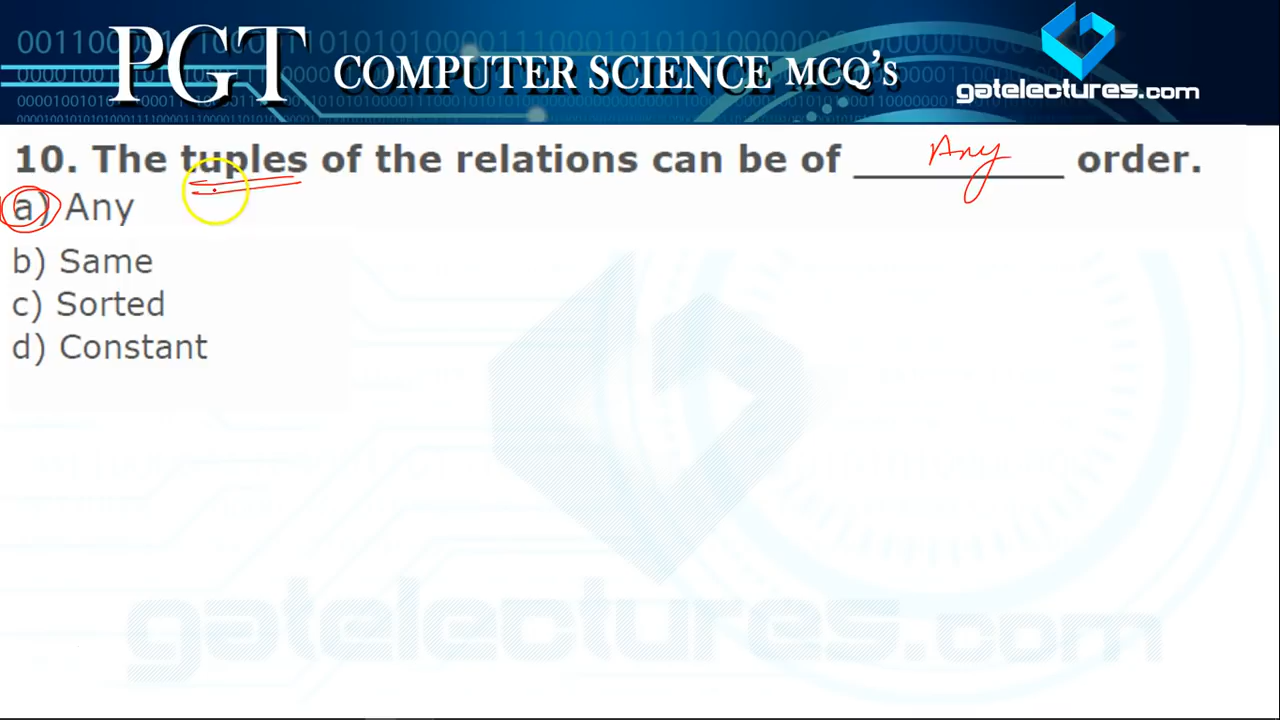 PGT COMPUTER SCIENCE MCQ'S
gatelectures.com
10. The tuples of the relations can be of Any order.
a) Any
b) Same
c) Sorted
d) Constant
gatelectures.com